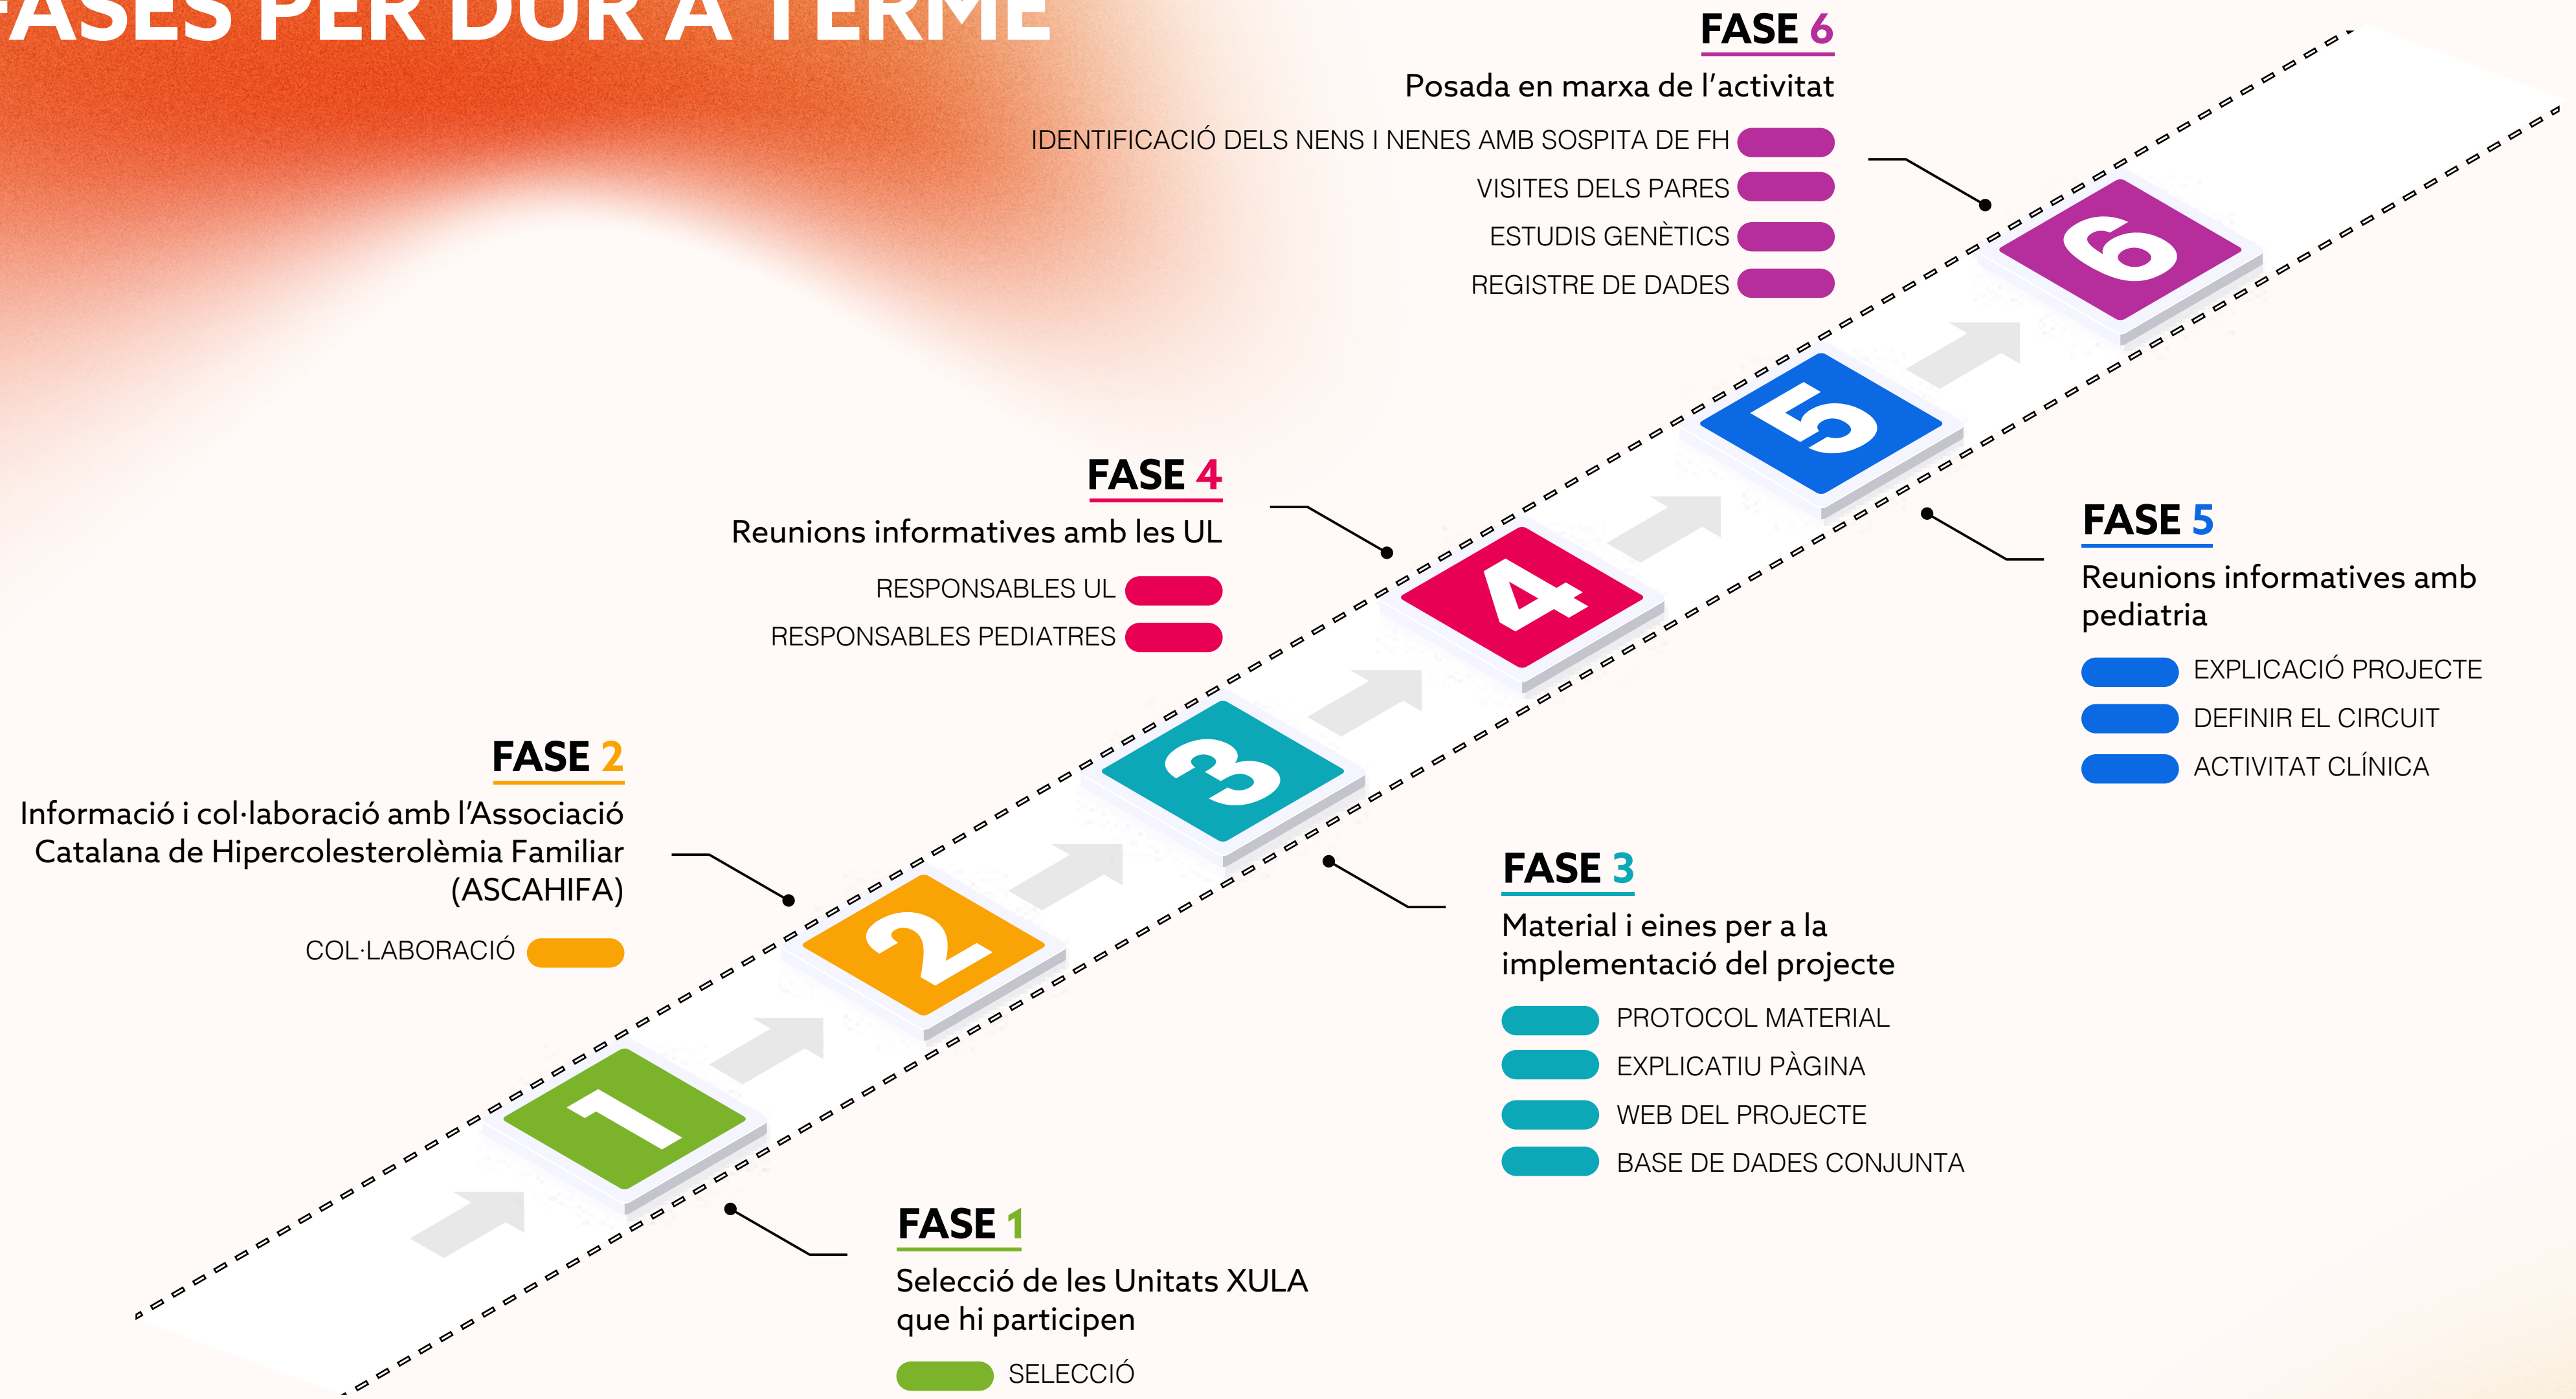 FASES PER DUR A TERME
FASE 6
Posada en marxa de l'activitat
IDENTIFICACIÓ DELS NENS I NENES AMB SOSPITA DE FH
VISITES DELS PARES
ESTUDIS GENÈTICS
REGISTRE DE DADES
6
5
FASE 4
Reunions informatives amb les UL
RESPONSABLES UL
RESPONSABLES PEDIATRES
4
FASE 5
Reunions informatives amb
pediatria
EXPLICACIÓ PROJECTE
DEFINIR EL CIRCUIT
ACTIVITAT CLÍNICA
3
FASE 2
Informació i col·laboració amb l'Associació
Catalana de Hipercolesterolèmia Familiar
(ASCAHIFA)
COL·LABORACIÓ
2
FASE 3
Material i eines per a la
implementació del projecte
PROTOCOL MATERIAL
EXPLICATIU PÀGINA
WEB DEL PROJECTE
BASE DE DADES CONJUNTA
1
FASE 1
Selecció de les Unitats XULA
que hi participen
SELECCIÓ